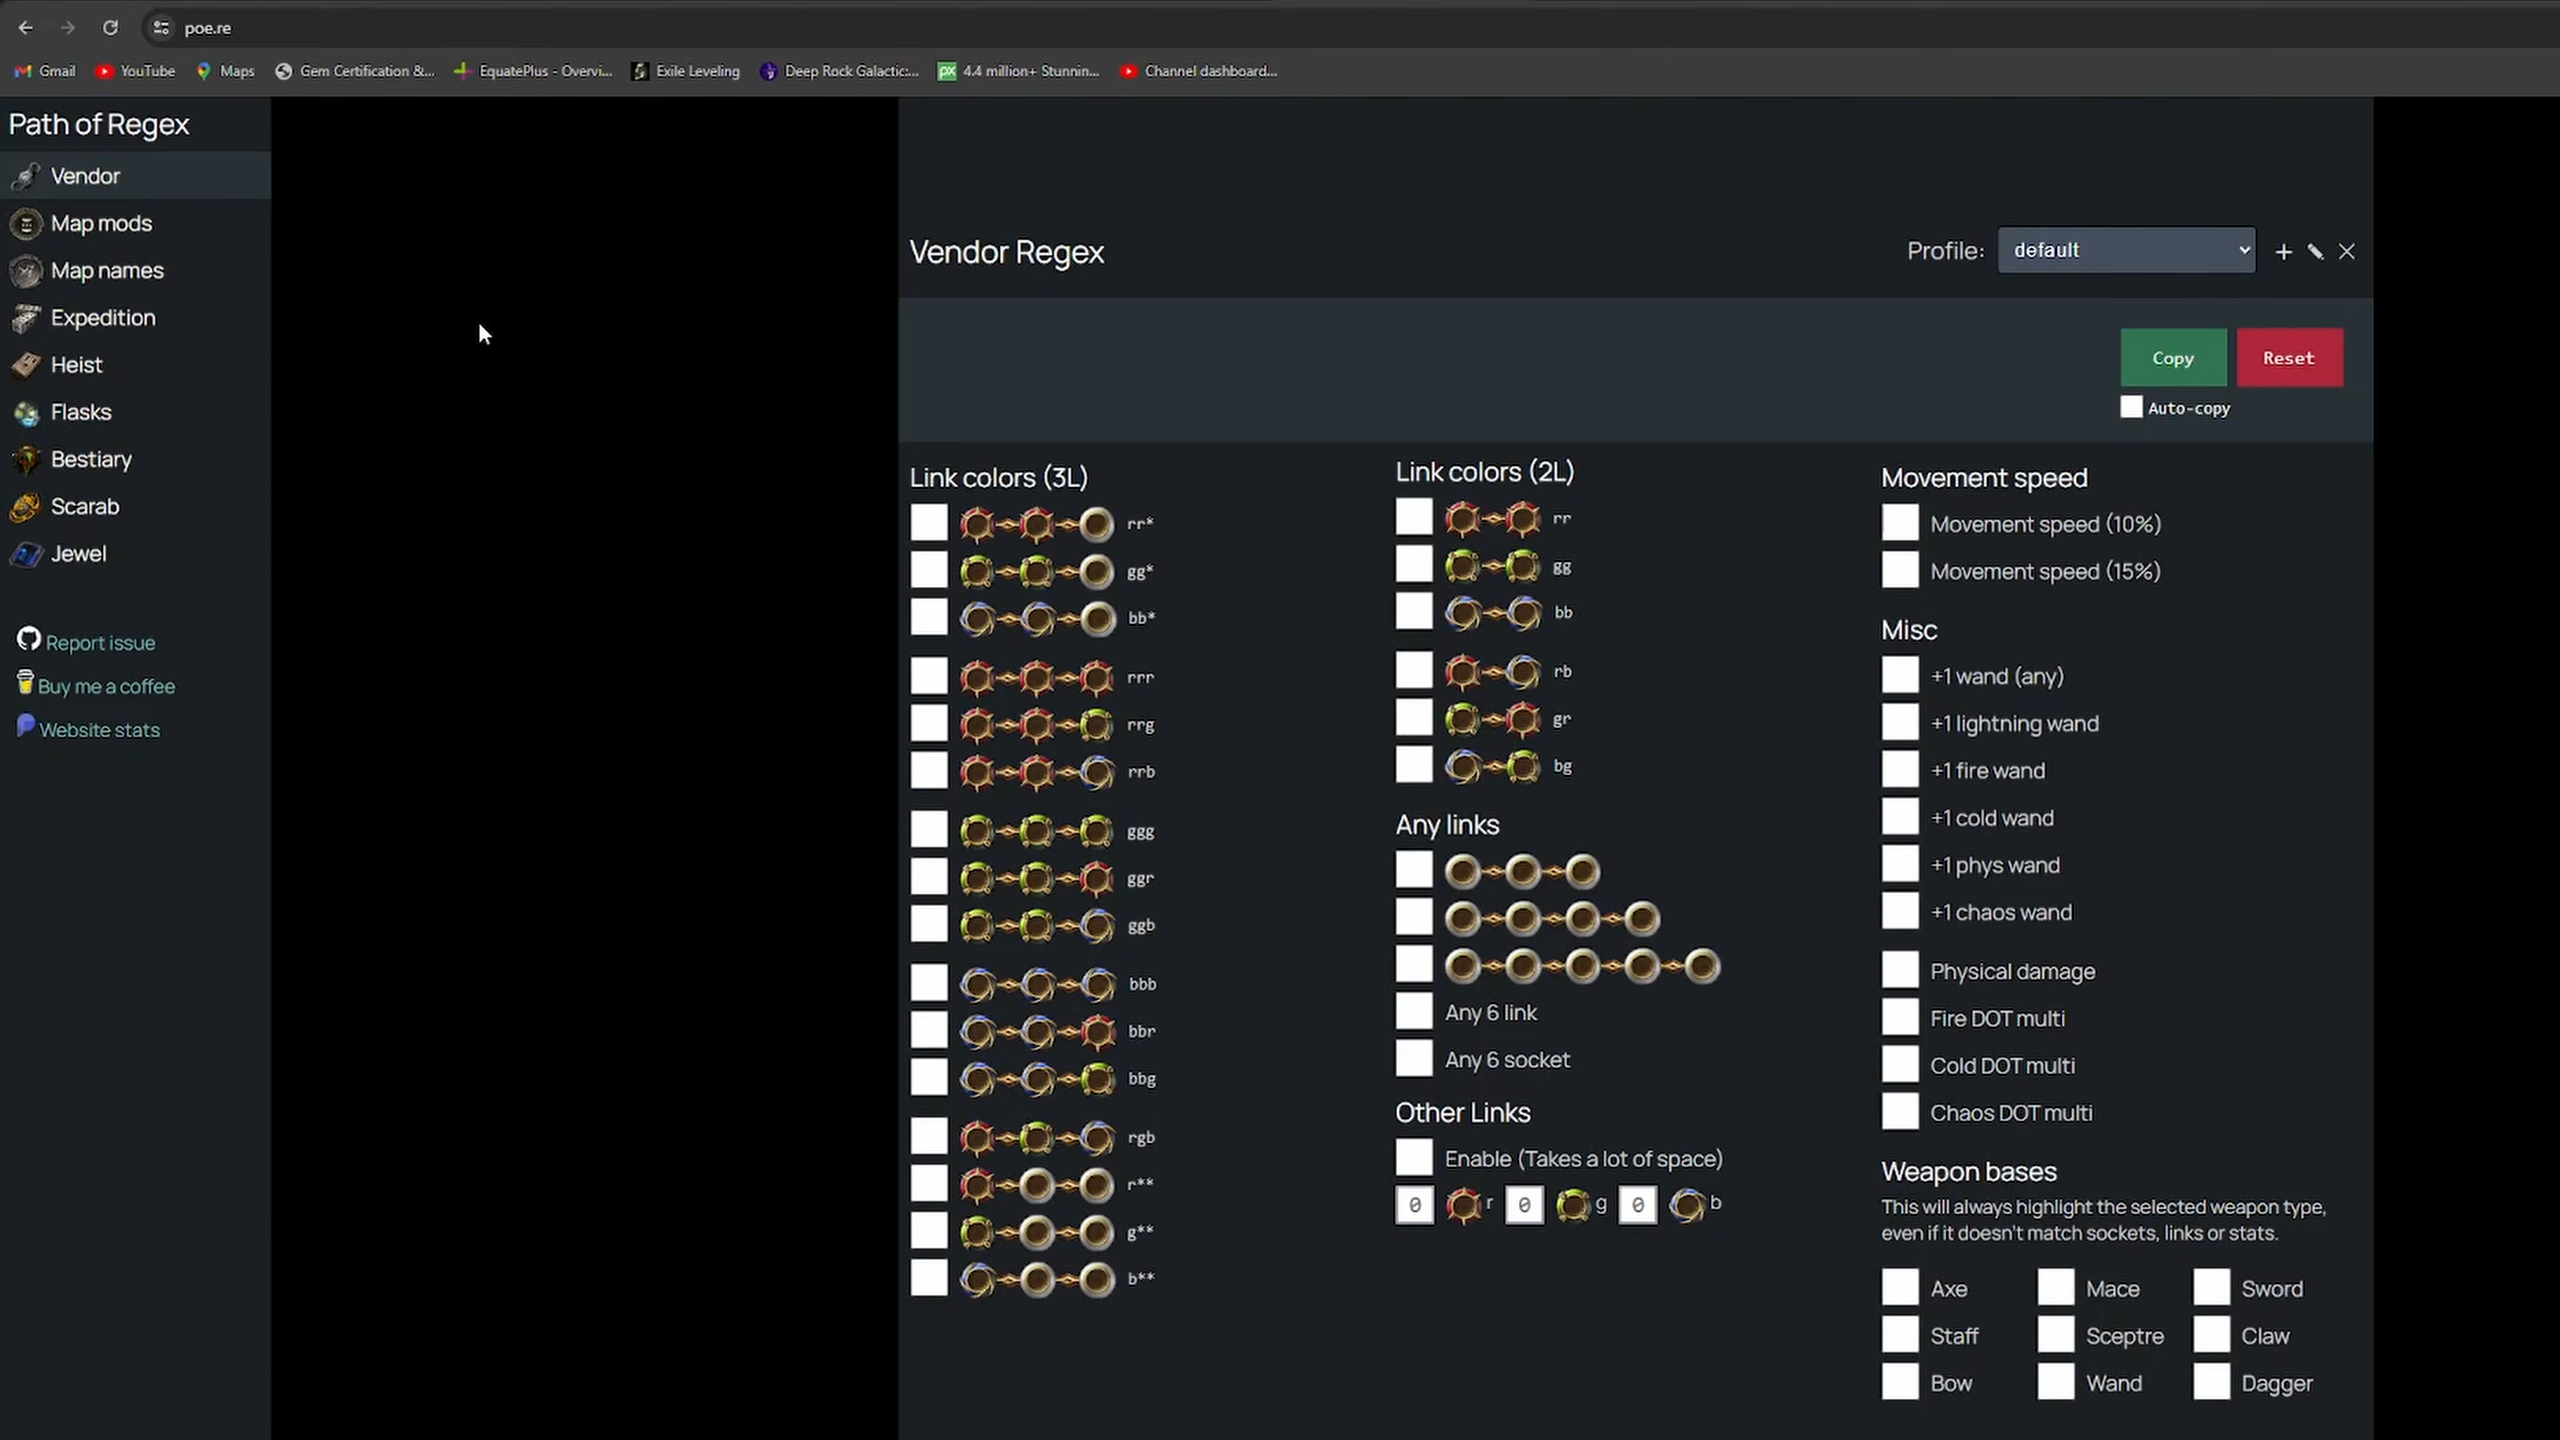 poe.re
Gmail
YouTube
Maps
Gem Certification &...
EquatePlus - Overvi...
Exile Leveling
Deep Rock Galactic:...
px
4.4 million+ Stunnin...
Channel dashboard...
Path of Regex
Vendor
Map mods
Map names
Expedition
Heist
Flasks
Bestiary
Scarab
Jewel
Report issue
Buy me a coffee
Website stats
Vendor Regex
Profile: default
Copy
Reset
Auto-copy
Link colors (3L)
rr*
gg*
bb*
rrr
rrg
rrb
ggg
ggr
ggb
bbb
bbr
bbg
rgb
r**
g**
b**
Link colors (2L)
rr
gg
bb
rb
gr
bg
Any links
Any 6 link
Any 6 socket
Other Links
Enable (Takes a lot of space)
0 r 0 g 0 b
Movement speed
Movement speed (10%)
Movement speed (15%)
Misc
+1 wand (any)
+1 lightning wand
+1 fire wand
+1 cold wand
+1 phys wand
+1 chaos wand
Physical damage
Fire DOT multi
Cold DOT multi
Chaos DOT multi
Weapon bases
This will always highlight the selected weapon type,
even if it doesn't match sockets, links or stats.
Axe Mace Sword
Staff Sceptre Claw
Bow Wand Dagger